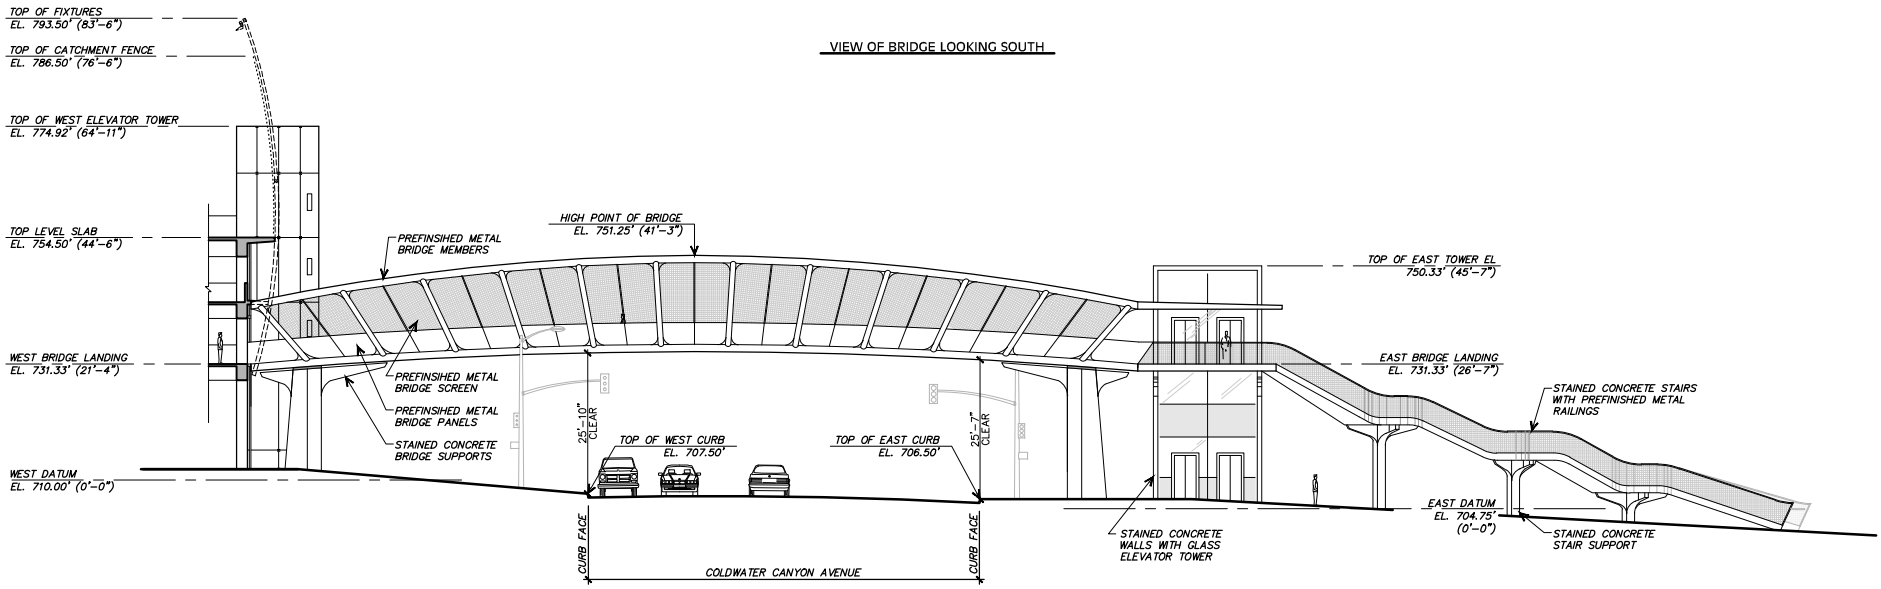 TOP OF FIXTURES
EL. 793.50' (83'-6")
TOP OF CATCHMENT FENCE
EL. 786.50' (76'-6")
VIEW OF BRIDGE LOOKING SOUTH
TOP OF WEST ELEVATOR TOWER
EL. 774.92' (64'-11")
TOP LEVEL SLAB
EL. 754.50' (44'-6")
PREFINSIHED METAL
BRIDGE MEMBERS
HIGH POINT OF BRIDGE
EL. 751.25' (41'-3")
TOP OF EAST TOWER EL
750.33' (45'-7")
WEST BRIDGE LANDING
EL. 731.33' (21'-4")
EAST BRIDGE LANDING
EL. 731.33' (26'-7")
PREFINSIHED METAL
BRIDGE SCREEN
PREFINSIHED METAL
BRIDGE PANELS
STAINED CONCRETE
BRIDGE SUPPORTS
25'-10"
CLEAR
25'-7"
CLEAR
STAINED CONCRETE STAIRS
WITH PREFINISHED METAL
RAILINGS
TOP OF WEST CURB
EL. 707.50'
TOP OF EAST CURB
EL. 706.50'
WEST DATUM
EL. 710.00' (0'-0")
EAST DATUM
EL. 704.75'
(0'-0")
CURB FACE
CURB FACE
STAINED CONCRETE
WALLS WITH GLASS
ELEVATOR TOWER
STAINED CONCRETE
STAIR SUPPORT
COLDWATER CANYON AVENUE